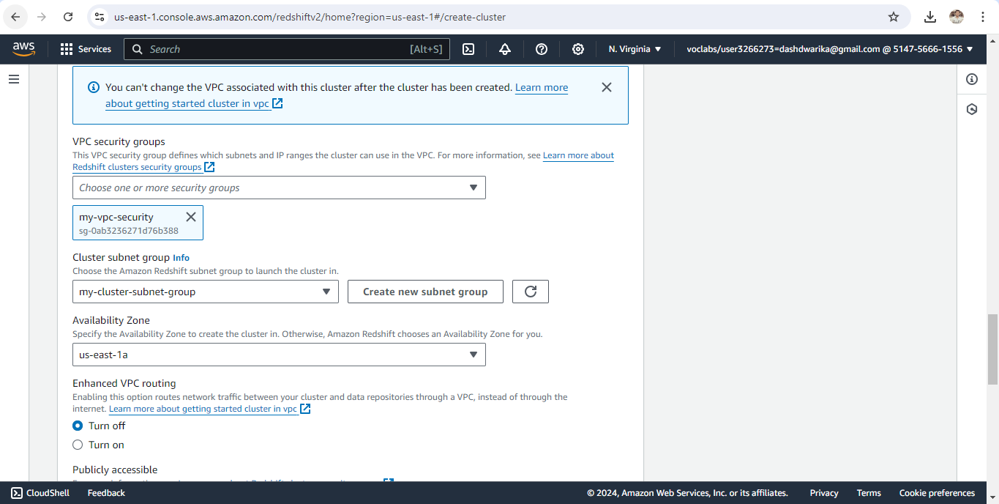 us-east-1.console.aws.amazon.com/redshiftv2/home?region=us-east-1#/create-cluster
aws
Services
Search
[Alt+S]
N. Virginia
voclabs/user3266273=dashdwarika@gmail.com @ 5147-5666-1556
You can't change the VPC associated with this cluster after the cluster has been created. Learn more
about getting started cluster in vpc
VPC security groups
This VPC security group defines which subnets and IP ranges the cluster can use in the VPC. For more information, see Learn more about
Redshift clusters security groups
Choose one or more security groups
my-vpc-security
sg-0ab3236271d76b388
Cluster subnet group Info
Choose the Amazon Redshift subnet group to launch the cluster in.
my-cluster-subnet-group
Create new subnet group
Availability Zone
Specify the Availability Zone to create the cluster in. Otherwise, Amazon Redshift chooses an Availability Zone for you.
us-east-1a
Enhanced VPC routing
Enabling this option routes network traffic between your cluster and data repositories through a VPC, instead of through the
internet. Learn more about getting started cluster in vpc
Turn off
Turn on
Publicly accessible
CloudShell
Feedback
© 2024, Amazon Web Services, Inc. or its affiliates.
Privacy
Terms
Cookie preferences